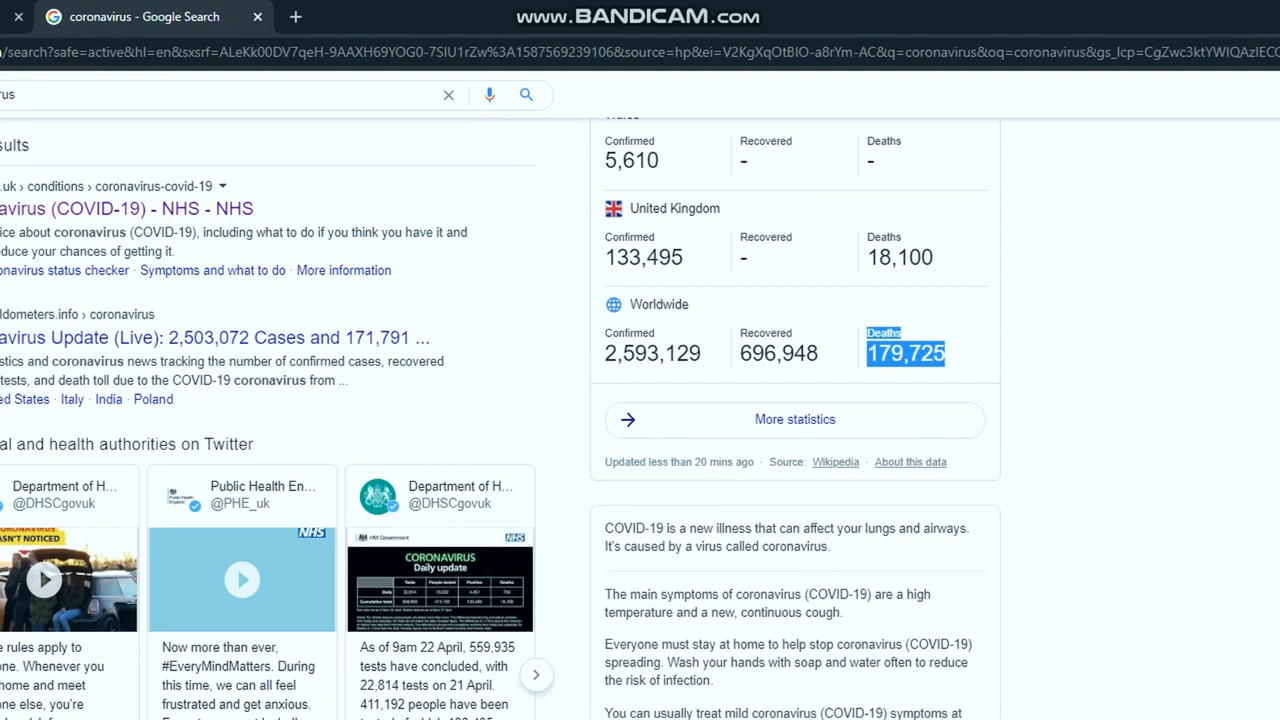 www.BANDICAM.com
coronavirus - Google Search
/search?safe=active&hl=en&sxsrf=ALeKk00DV7qeH-9AAXH69YOG0-7SlU1rZw%3A1587569239106&source=hp&ei=V2KgXqOtBIO-a8rYm-AC&q=coronavirus&oq=coronavirus&gs_lcp=CgZwc3ktYWIQAzIEC
rus
sults
.uk › conditions › coronavirus-covid-19
avirus (COVID-19) - NHS - NHS
ice about coronavirus (COVID-19), including what to do if you think you have it and
educe your chances of getting it.
onavirus status checker · Symptoms and what to do · More information
ldometers.info › coronavirus
avirus Update (Live): 2,503,072 Cases and 171,791 ...
istics and coronavirus news tracking the number of confirmed cases, recovered
tests, and death toll due to the COVID-19 coronavirus from ...
ed States · Italy · India · Poland
al and health authorities on Twitter
Department of H...
@DHSCgovuk
CORONAVIRUS
ASN'T NOTICED
e rules apply to
one. Whenever you
home and meet
one else, you're
Public Health En...
@PHE_uk
NHS
Now more than ever,
#EveryMindMatters. During
this time, we can all feel
frustrated and get anxious.
Department of H...
@DHSCgovuk
HM Government
NHS
CORONAVIRUS
Daily update
As of 9am 22 April, 559,935
tests have concluded, with
22,814 tests on 21 April.
411,192 people have been
Wales
Confirmed Recovered Deaths
5,610 - -
United Kingdom
Confirmed Recovered Deaths
133,495 - 18,100
Worldwide
Confirmed Recovered Deaths
2,593,129 696,948 179,725
More statistics
Updated less than 20 mins ago · Source: Wikipedia · About this data
COVID-19 is a new illness that can affect your lungs and airways.
It's caused by a virus called coronavirus.
The main symptoms of coronavirus (COVID-19) are a high
temperature and a new, continuous cough.
Everyone must stay at home to help stop coronavirus (COVID-19)
spreading. Wash your hands with soap and water often to reduce
the risk of infection.
You can usually treat mild coronavirus (COVID-19) symptoms at